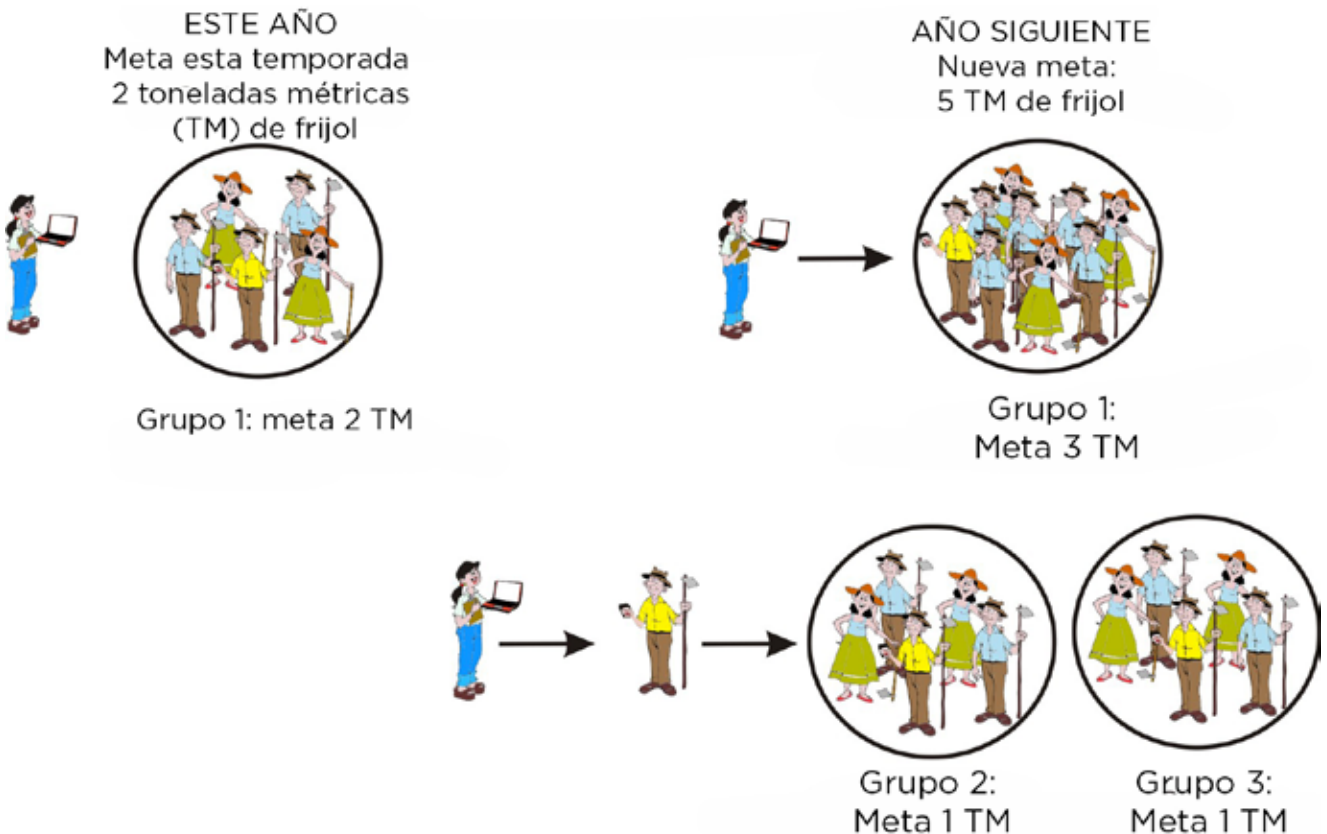 ESTE AÑO
Meta esta temporada
2 toneladas métricas
(TM) de frijol
Grupo 1: meta 2 TM
AÑO SIGUIENTE
Nueva meta:
5 TM de frijol
Grupo 1:
Meta 3 TM
Grupo 2:
Meta 1 TM
Grupo 3:
Meta 1 TM